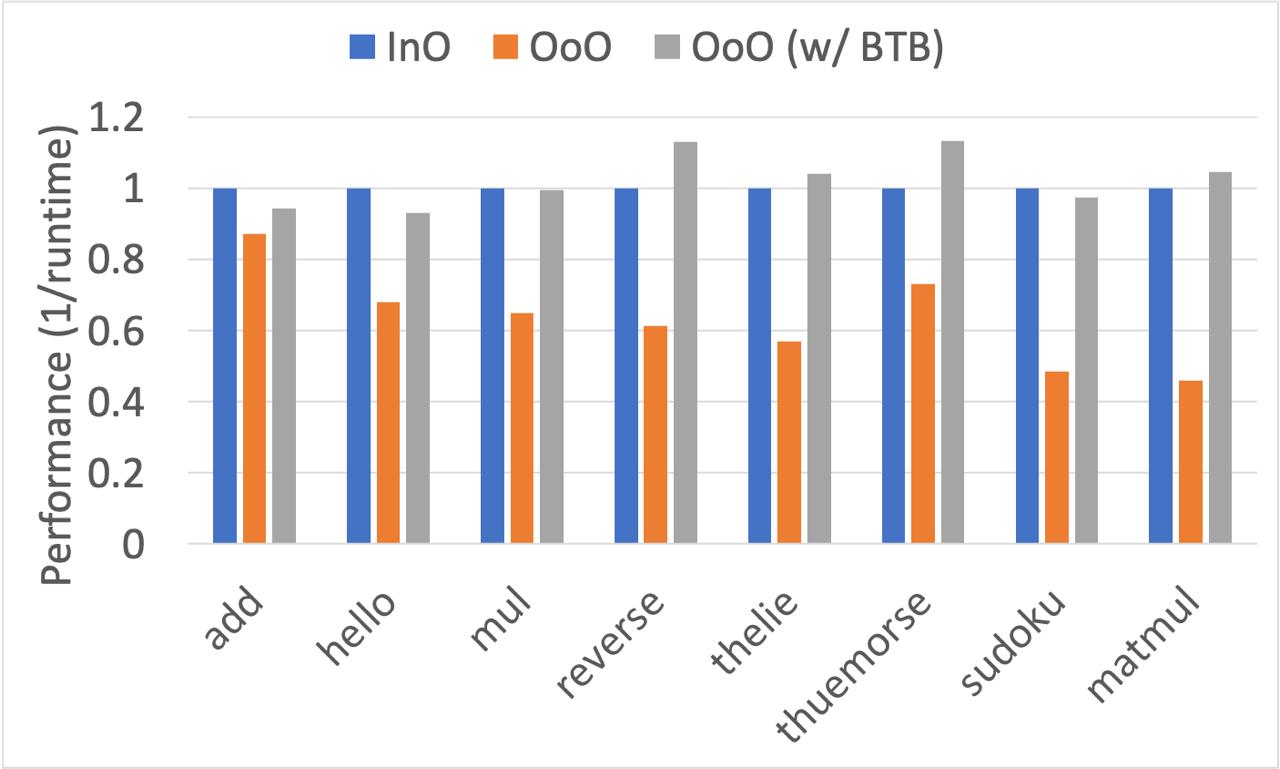 InO OoO OoO (w/ BTB)
Performance (1/runtime)
1.2
1
0.8
0.6
0.4
0.2
0
add hello mul reverse thelie thuemorse sudoku matmul